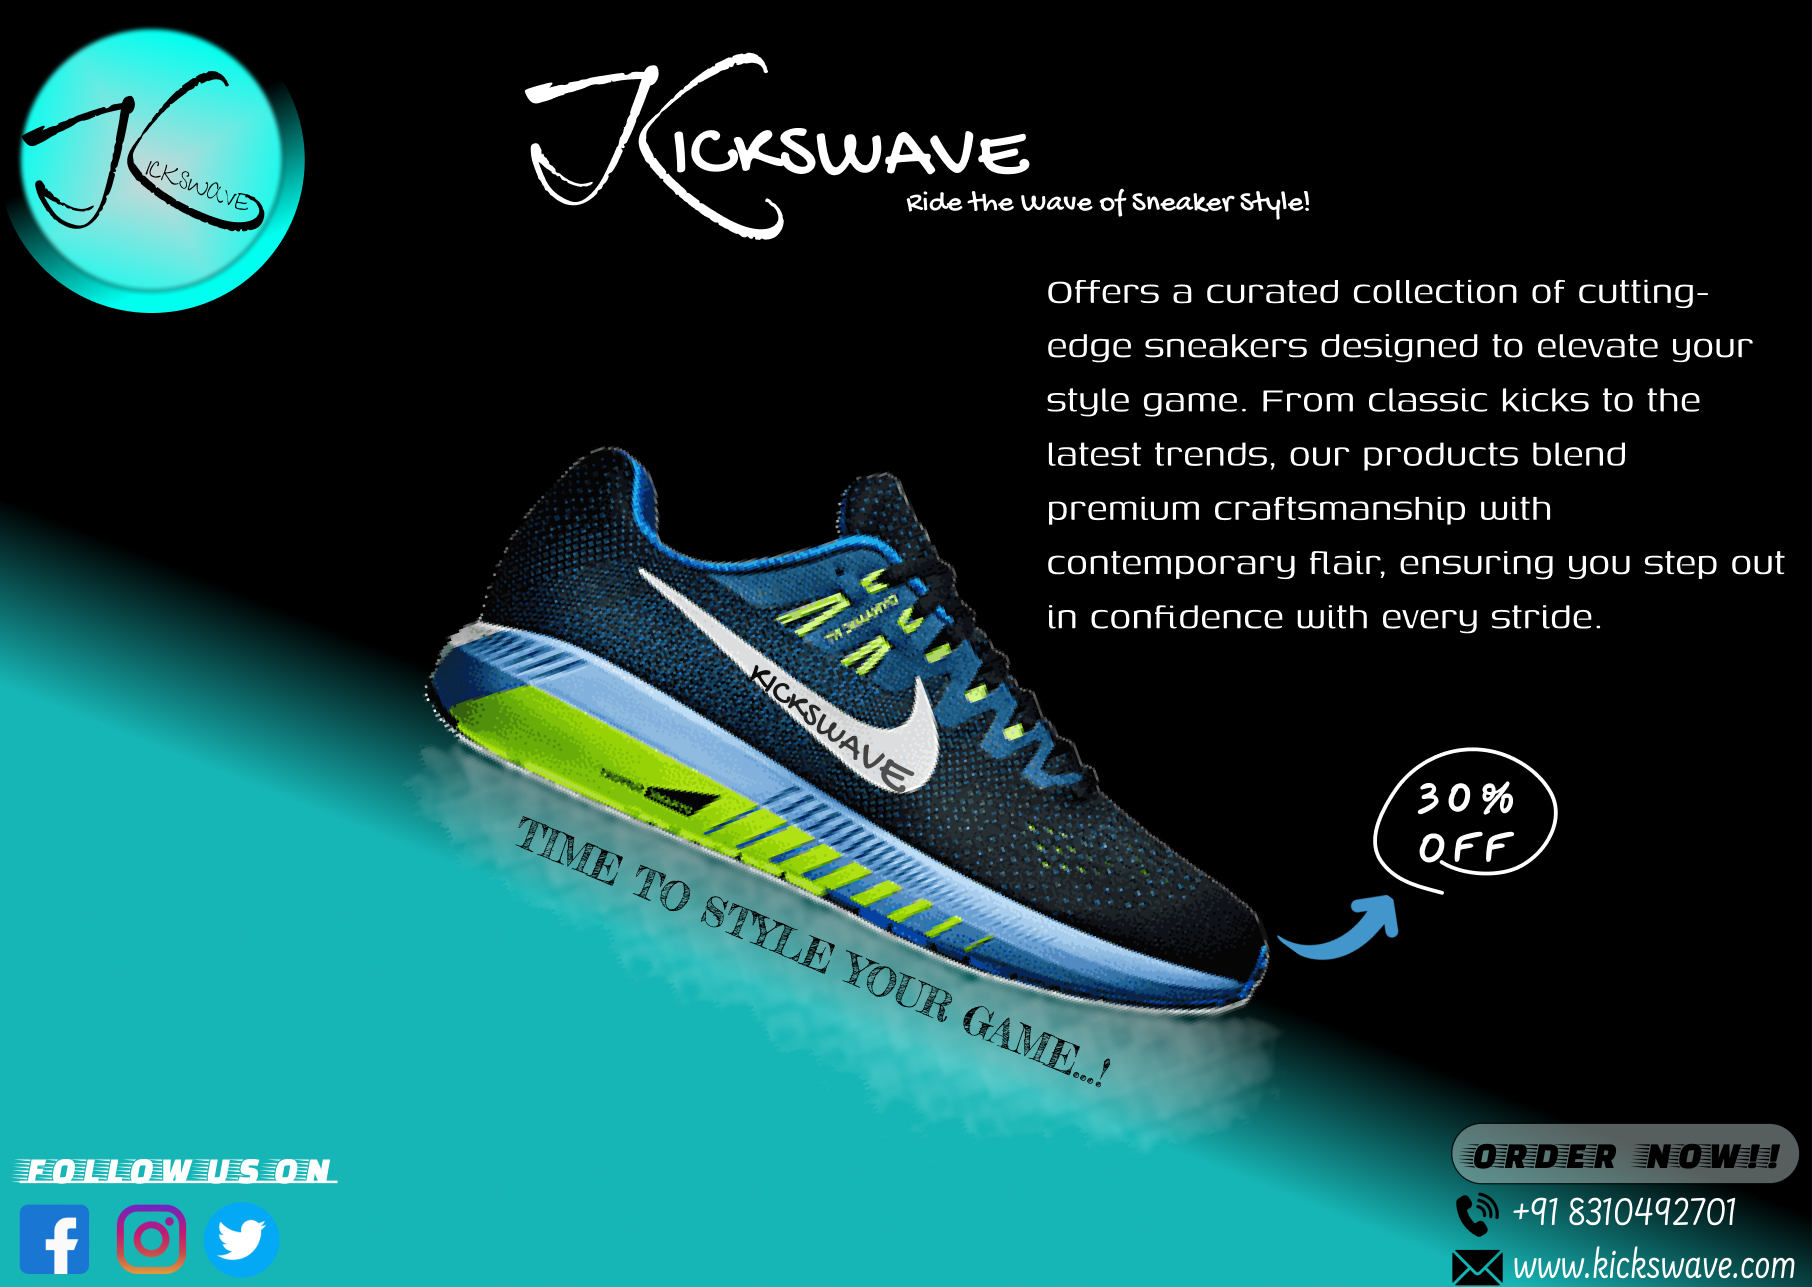 KICKSWAVE
KICKSWAVE
Ride the Wave of Sneaker Style!
Offers a curated collection of cutting-
edge sneakers designed to elevate your
style game. From classic kicks to the
latest trends, our products blend
premium craftsmanship with
contemporary flair, ensuring you step out
in confidence with every stride.
KICKSWAVE
30%
OFF
TIME TO STYLE YOUR GAME...!
FOLLOW US ON
ORDER NOW!!
+91 8310492701
www.kickswave.com